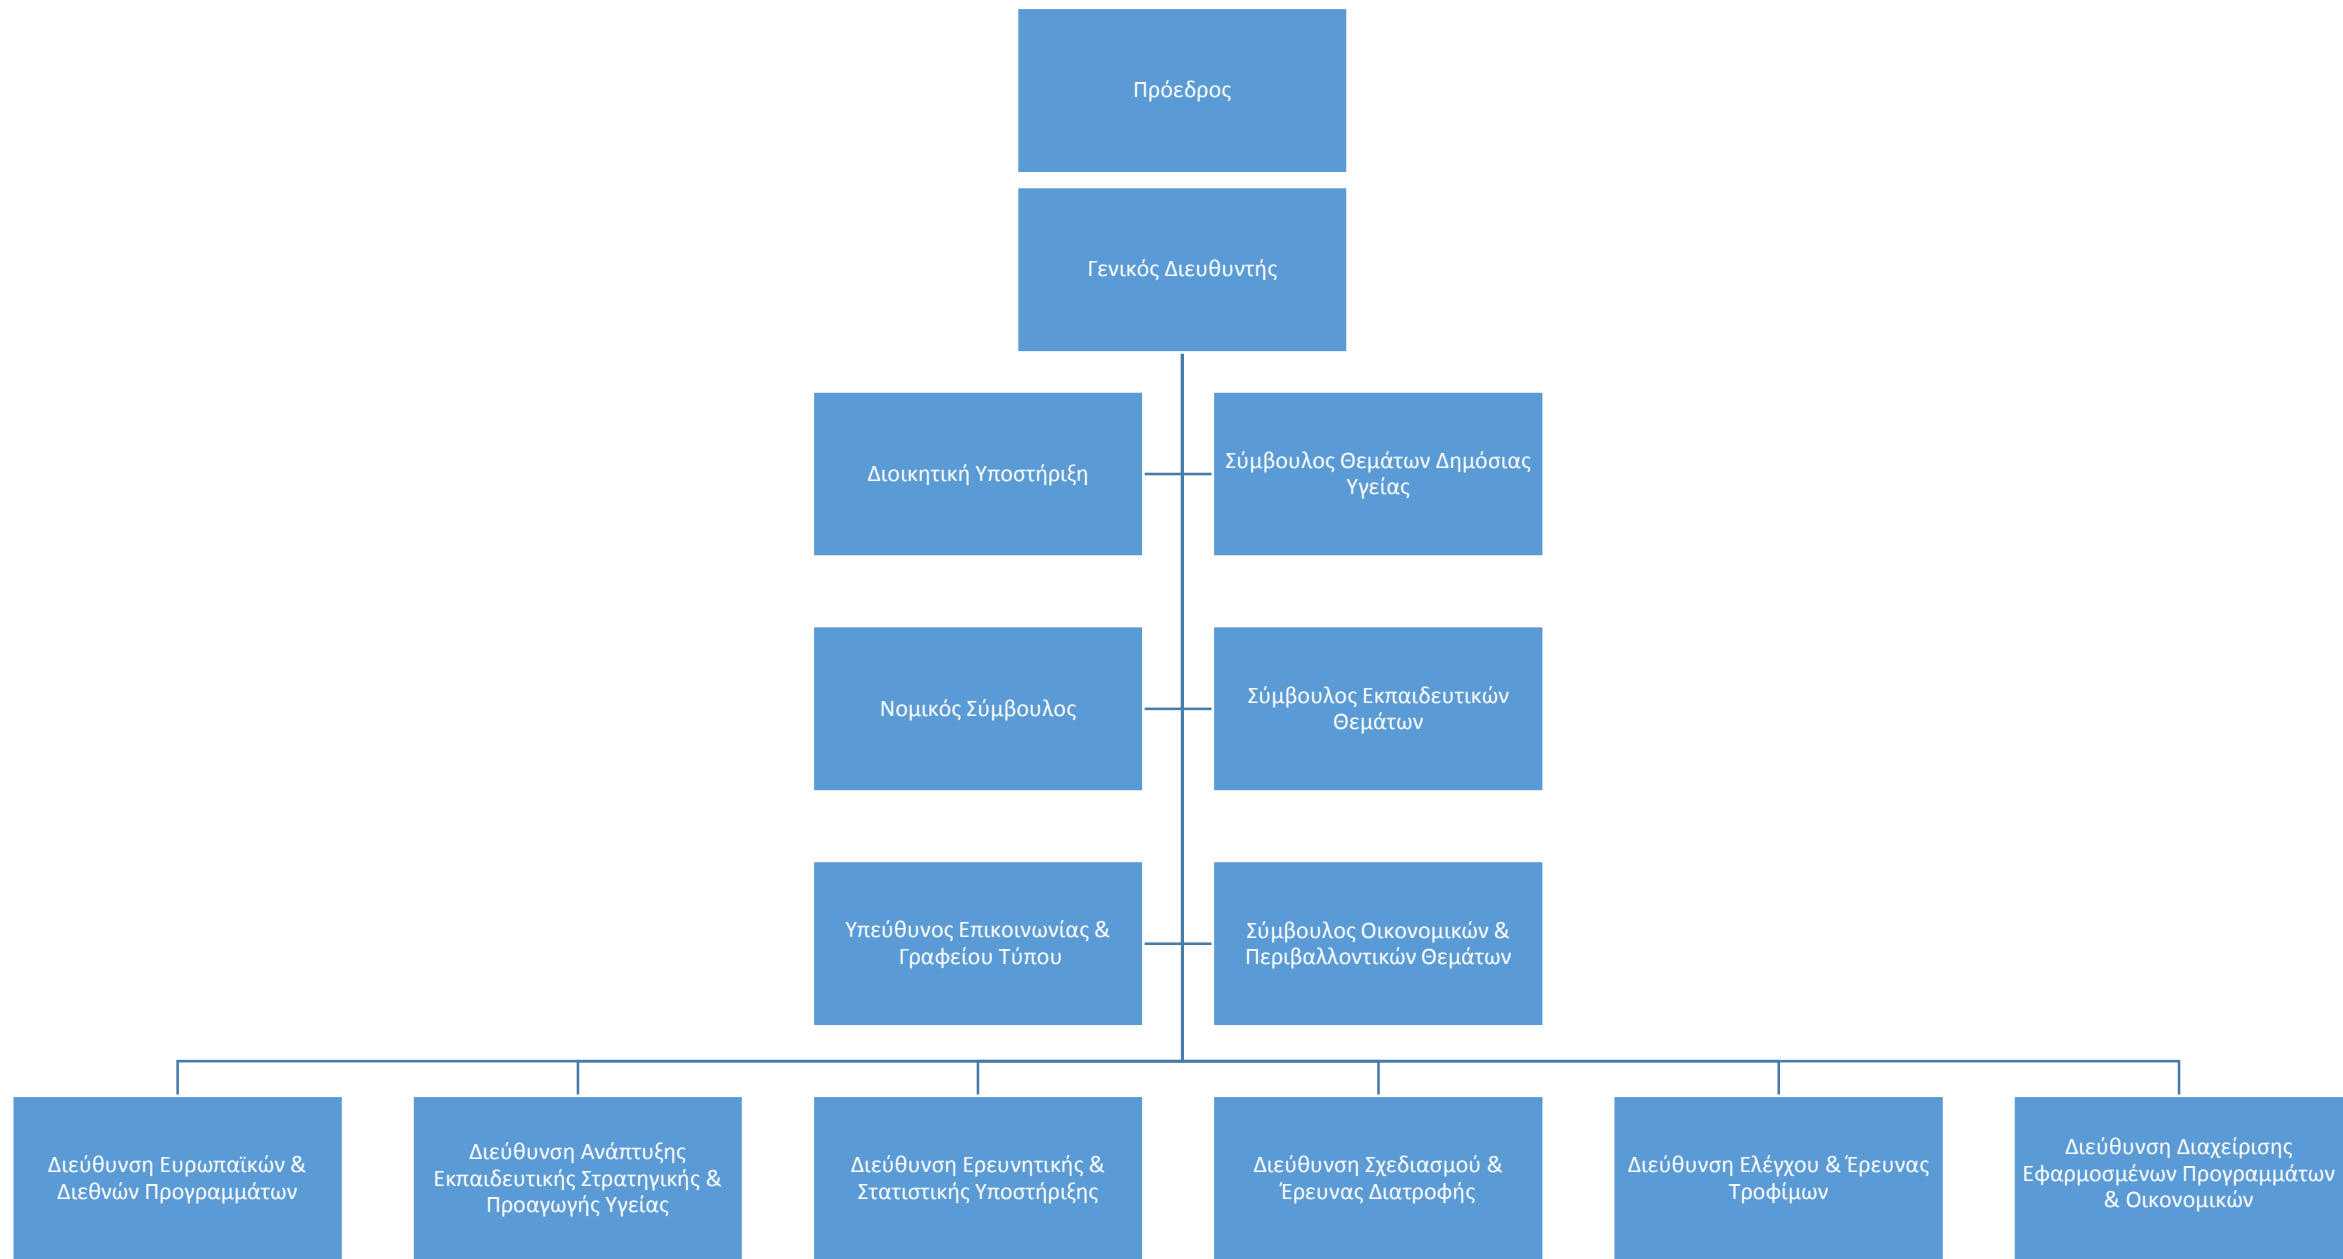 Πρόεδρος
Γενικός Διευθυντής
Διοικητική Υποστήριξη
Σύμβουλος Θεμάτων Δημόσιας
Υγείας
Νομικός Σύμβουλος
Σύμβουλος Εκπαιδευτικών
Θεμάτων
Υπεύθυνος Επικοινωνίας &
Γραφείου Τύπου
Σύμβουλος Οικονομικών &
Περιβαλλοντικών Θεμάτων
Διεύθυνση Ευρωπαϊκών &
Διεθνών Προγραμμάτων
Διεύθυνση Ανάπτυξης
Εκπαιδευτικής Στρατηγικής &
Προαγωγής Υγείας
Διεύθυνση Ερευνητικής &
Στατιστικής Υποστήριξης
Διεύθυνση Σχεδιασμού &
Έρευνας Διατροφής
Διεύθυνση Ελέγχου & Έρευνας
Τροφίμων
Διεύθυνση Διαχείρισης
Εφαρμοσμένων Προγραμμάτων
& Οικονομικών